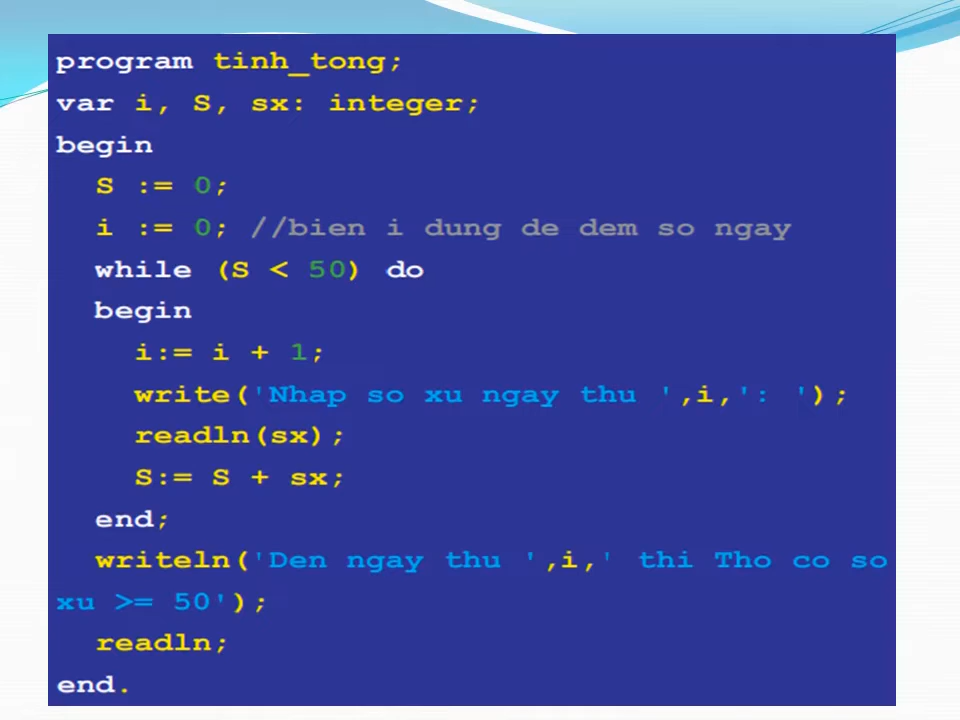 program tinh_tong;
var i, S, sx: integer;
begin
S := 0;
i := 0; //bien i dung de dem so ngay
while (S < 50) do
begin
i:= i + 1;
write('Nhap so xu ngay thu ',i,': ');
readln(sx);
S:= S + sx;
end;
writeln('Den ngay thu ',i,' thi Tho co so
xu >= 50');
readln;
end.